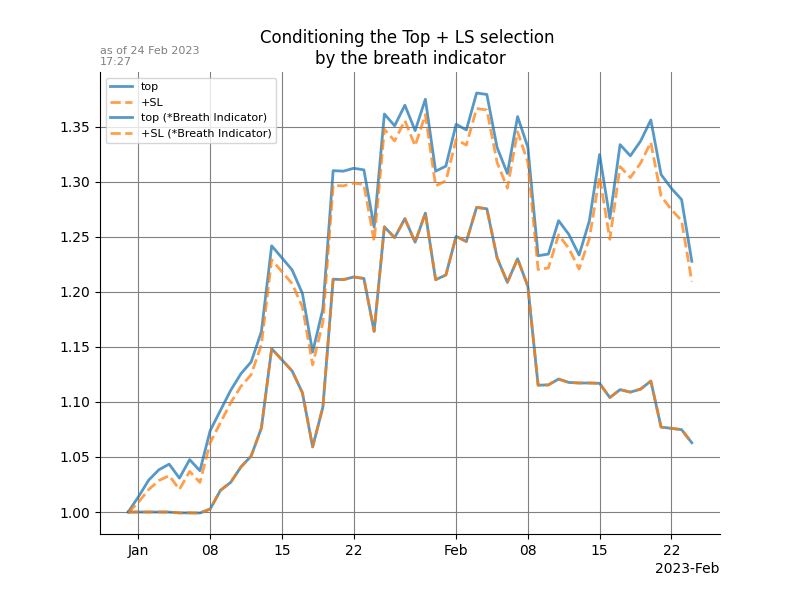 Conditioning the Top + LS selection
by the breath indicator
as of 24 Feb 2023
17:27
top
+SL
top (*Breath Indicator)
+SL (*Breath Indicator)
1.35
1.30
1.25
1.20
1.15
1.10
1.05
1.00
Jan 08 15 22 Feb 08 15 22
2023-Feb